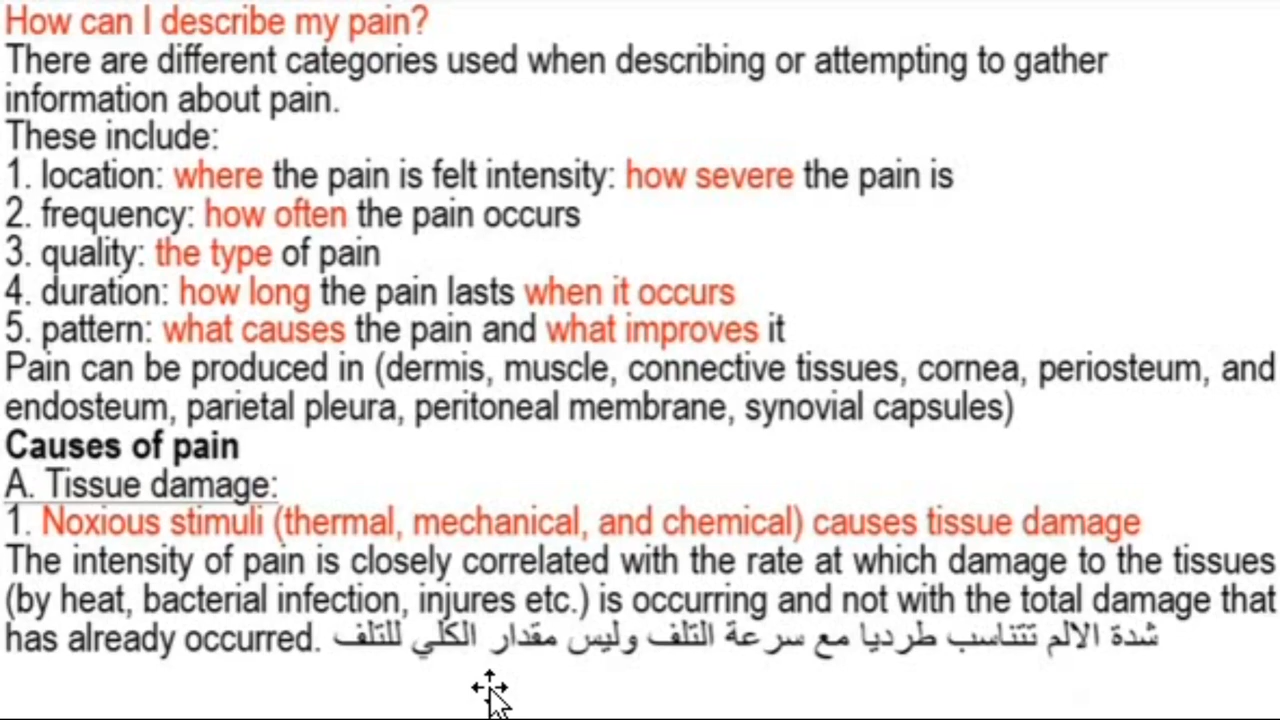 How can I describe my pain?
There are different categories used when describing or attempting to gather
information about pain.
These include:
1. location: where the pain is felt intensity: how severe the pain is
2. frequency: how often the pain occurs
3. quality: the type of pain
4. duration: how long the pain lasts when it occurs
5. pattern: what causes the pain and what improves it
Pain can be produced in (dermis, muscle, connective tissues, cornea, periosteum, and
endosteum, parietal pleura, peritoneal membrane, synovial capsules)
Causes of pain
A. Tissue damage:
1. Noxious stimuli (thermal, mechanical, and chemical) causes tissue damage
The intensity of pain is closely correlated with the rate at which damage to the tissues
(by heat, bacterial infection, injures etc.) is occurring and not with the total damage that
has already occurred. شدة الالم تتناسب طرديا مع سرعة التلف وليس مقدار الكلي للتلف